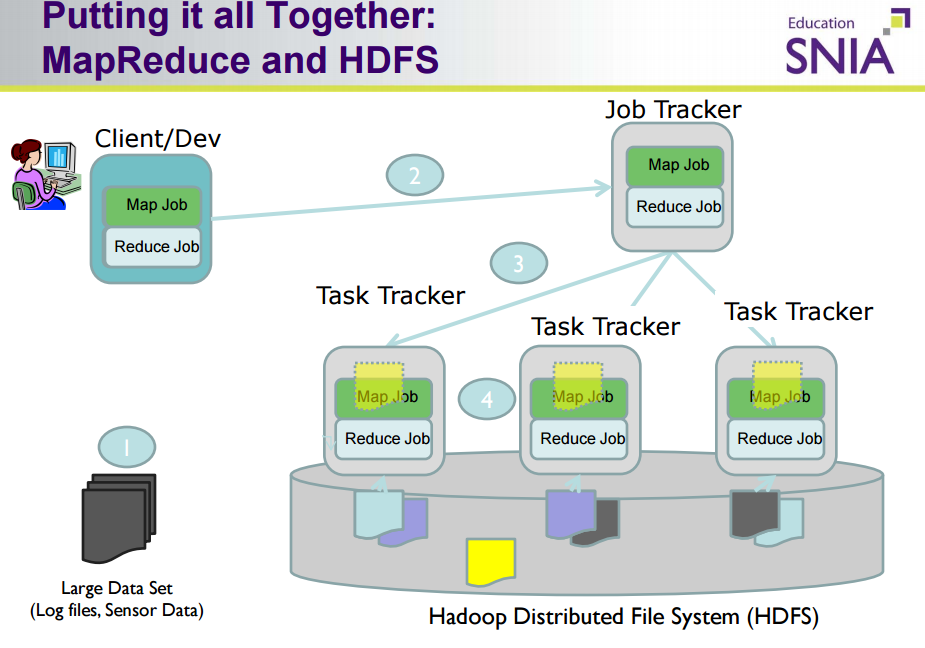 Putting it all Together:
MapReduce and HDFS
Education
SNIA
Client/Dev
Map Job
Reduce Job
2
Job Tracker
Map Job
Reduce Job
3
Task Tracker
Task Tracker
Task Tracker
Map Job
Reduce Job
4
Map Job
Reduce Job
Map Job
Reduce Job
1
Large Data Set
(Log files, Sensor Data)
Hadoop Distributed File System (HDFS)